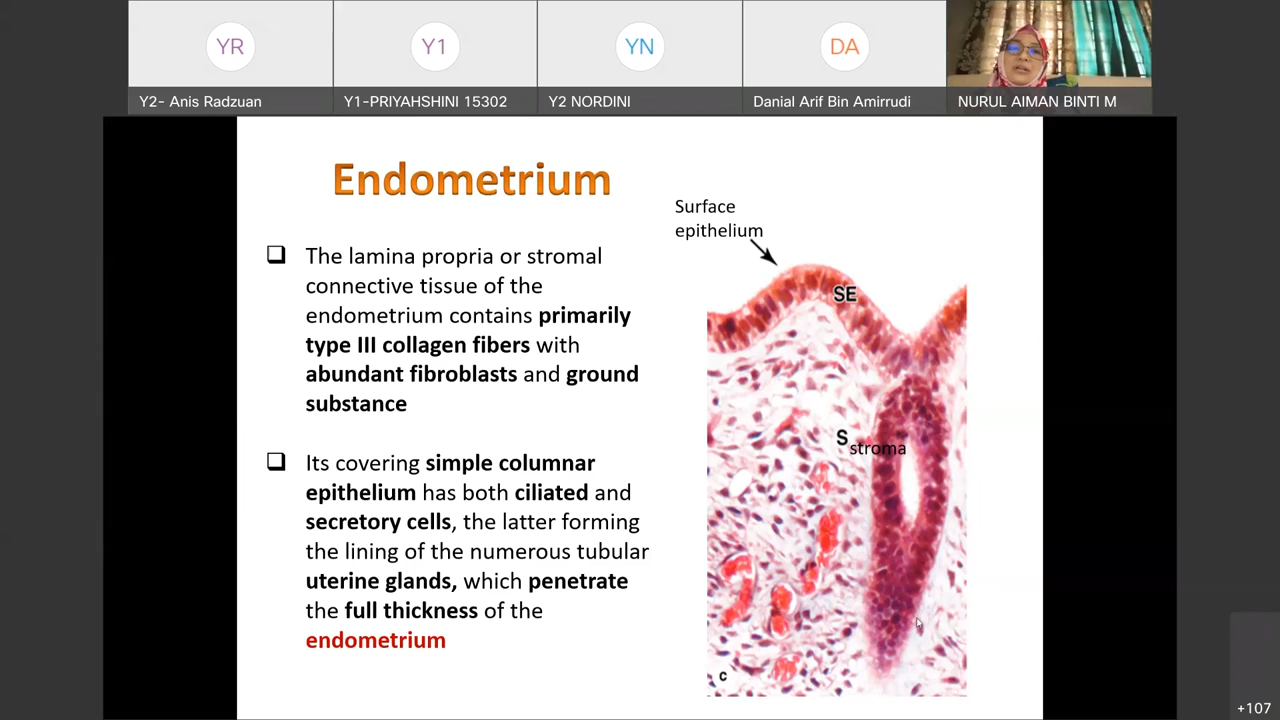 YR
Y1
YN
DA
Y2- Anis Radzuan
Y1-PRIYAHSHINI 15302
Y2 NORDINI
Danial Arif Bin Amirrudi
NURUL AIMAN BINTI M
Endometrium
The lamina propria or stromal
connective tissue of the
endometrium contains primarily
type III collagen fibers with
abundant fibroblasts and ground
substance
Its covering simple columnar
epithelium has both ciliated and
secretory cells, the latter forming
the lining of the numerous tubular
uterine glands, which penetrate
the full thickness of the
endometrium
Surface
epithelium
SE
S
stroma
c
+107